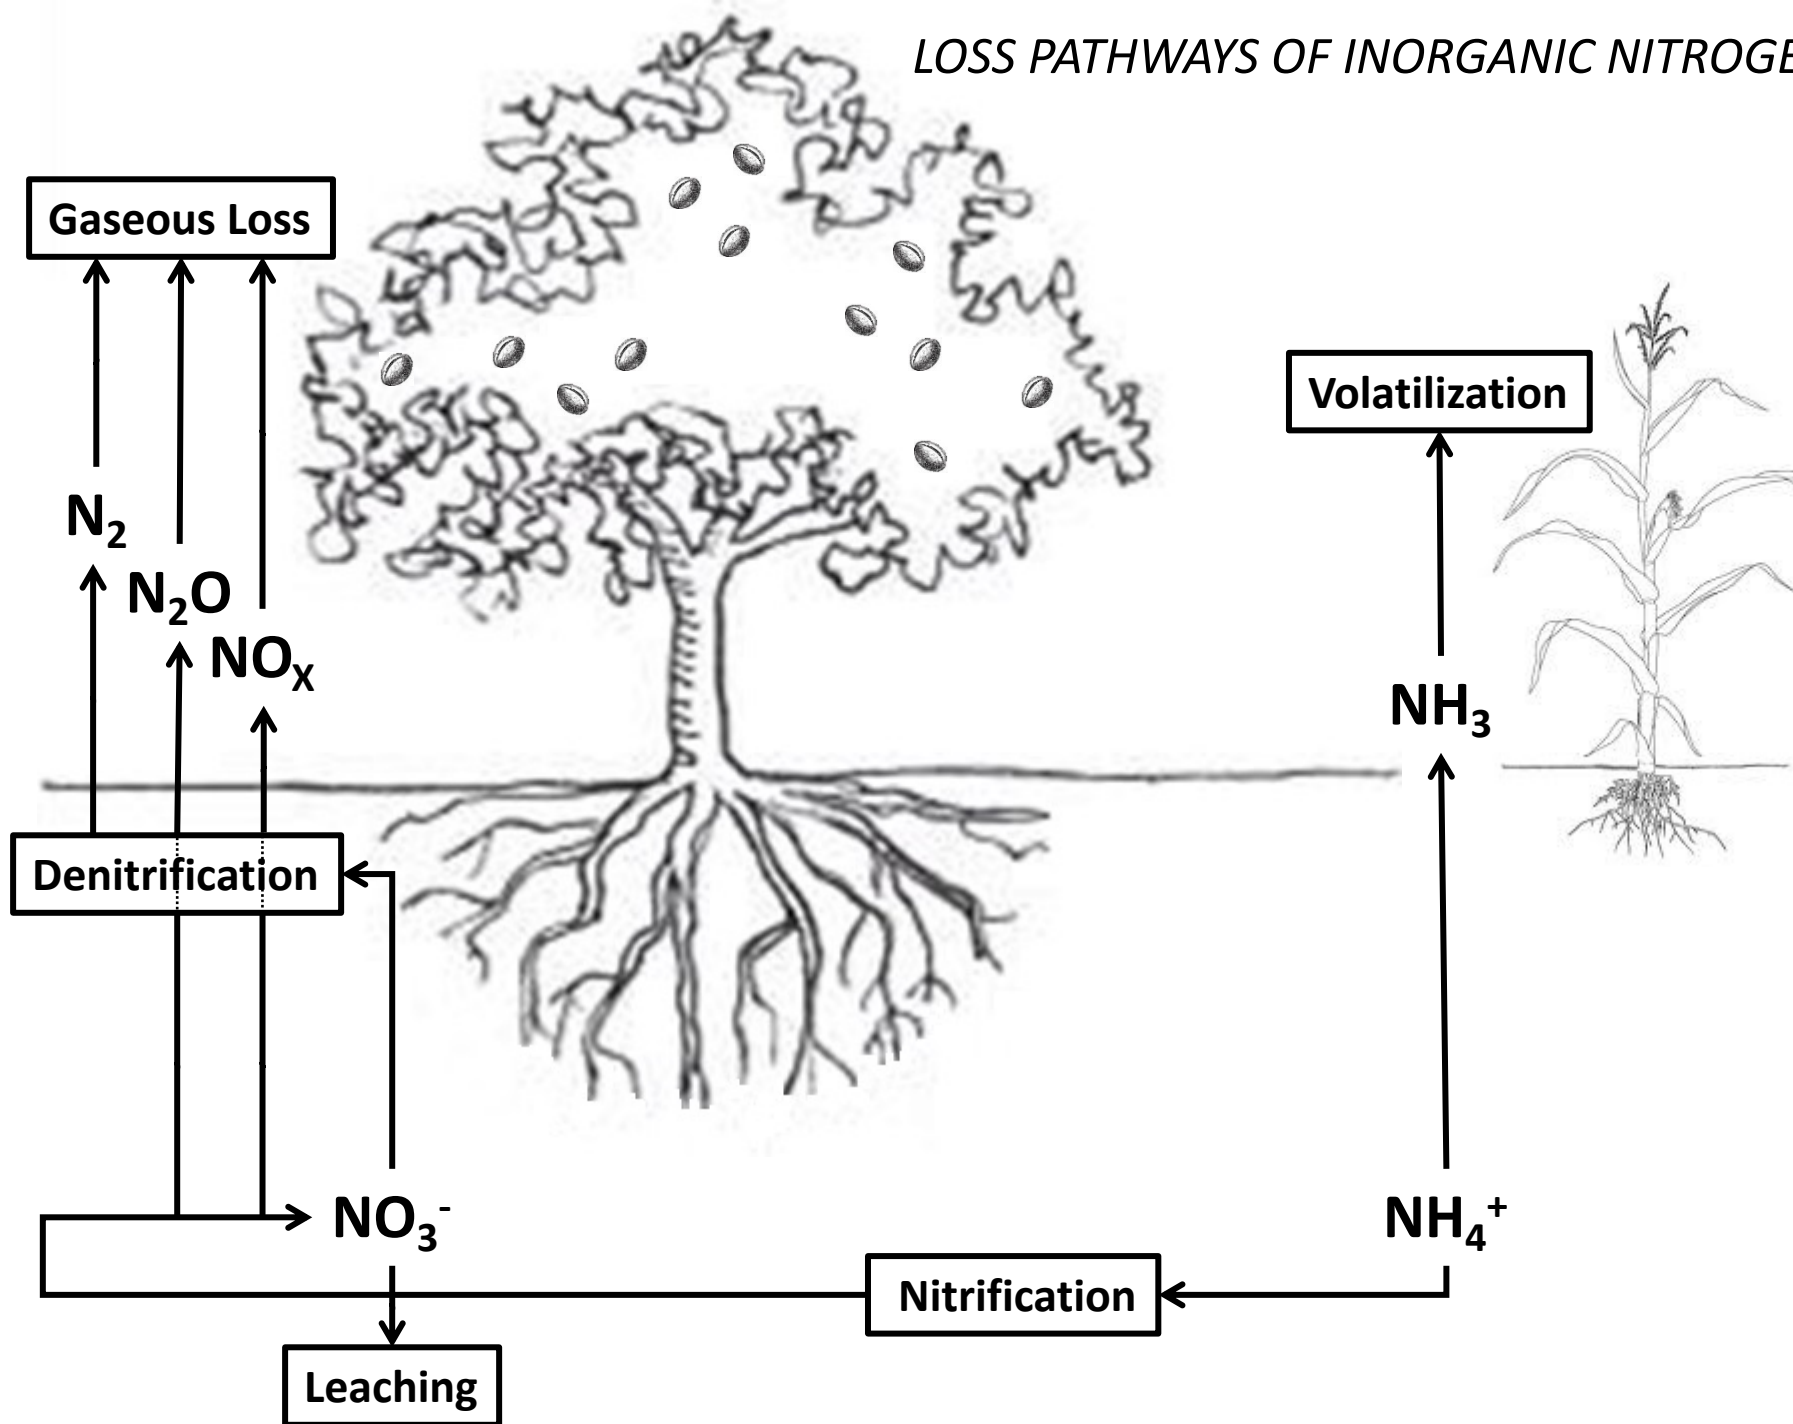 LOSS PATHWAYS OF INORGANIC NITROGE
Gaseous Loss
Volatilization
N₂
N₂O
NOₓ
NH₃
Denitrification
NO₃⁻
NH₄⁺
Nitrification
Leaching